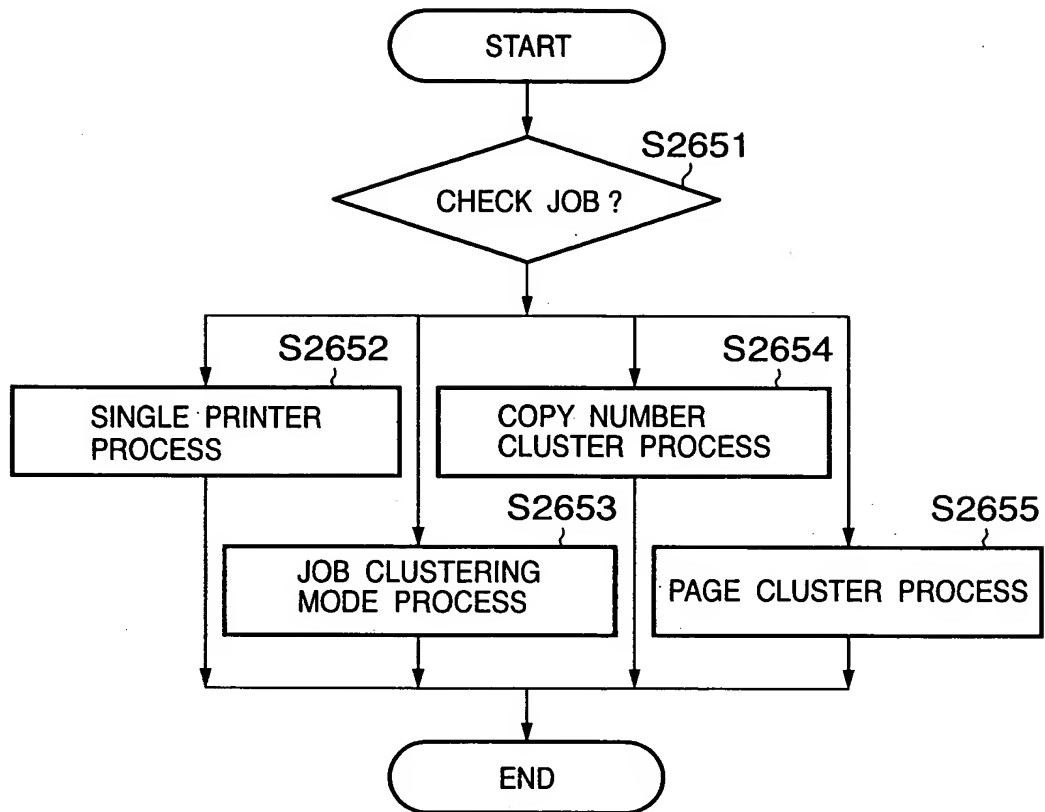 START
S2651
CHECK JOB ?
S2652
SINGLE PRINTER
PROCESS
S2654
COPY NUMBER
CLUSTER PROCESS
S2653
JOB CLUSTERING
MODE PROCESS
S2655
PAGE CLUSTER PROCESS
END